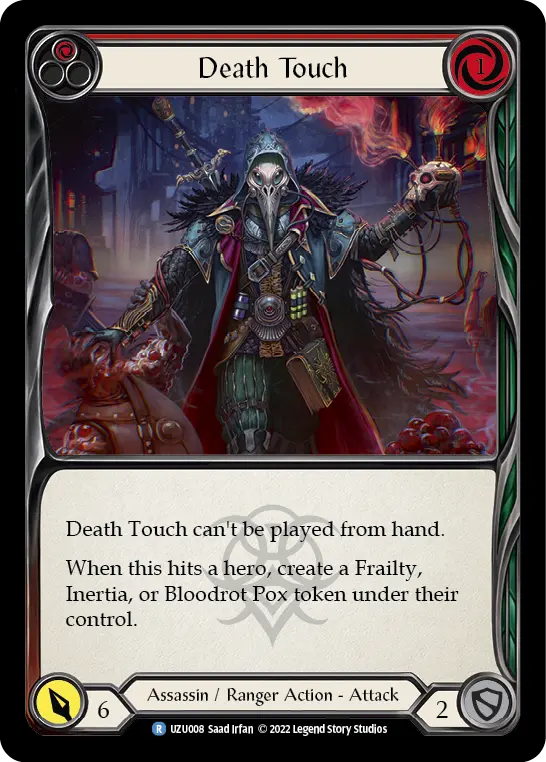 Death Touch
1
Death Touch can't be played from hand.
When this hits a hero, create a Frailty,
Inertia, or Bloodrot Pox token under their
control.
6
Assassin / Ranger Action - Attack
2
R UZU008 Saad Irfan © 2022 Legend Story Studios